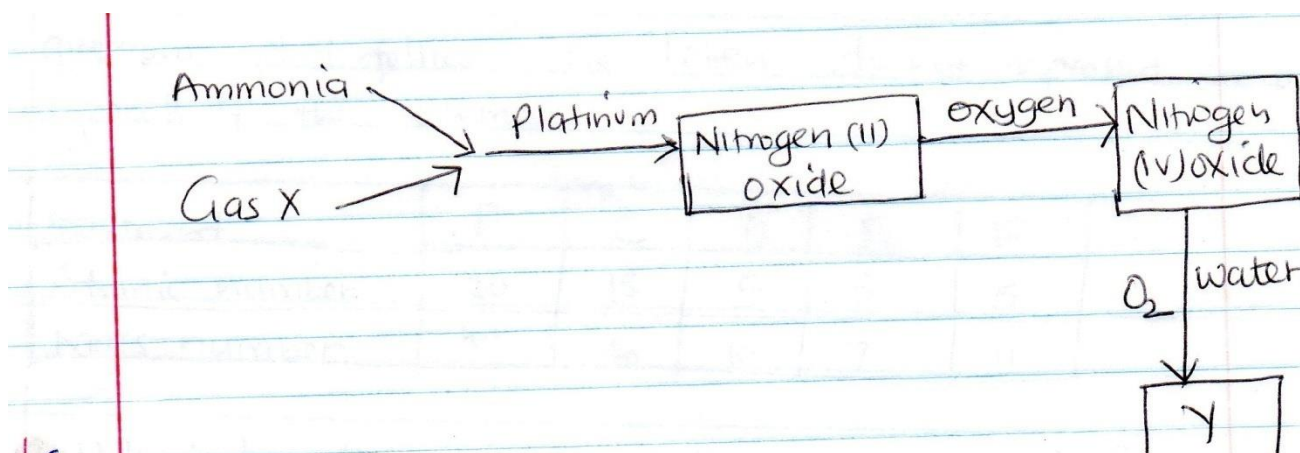 Ammonia
Platinum
oxygen
Nitrogen (II)
oxide
Nitrogen
(IV) oxide
Gas X
O₂
water
Y